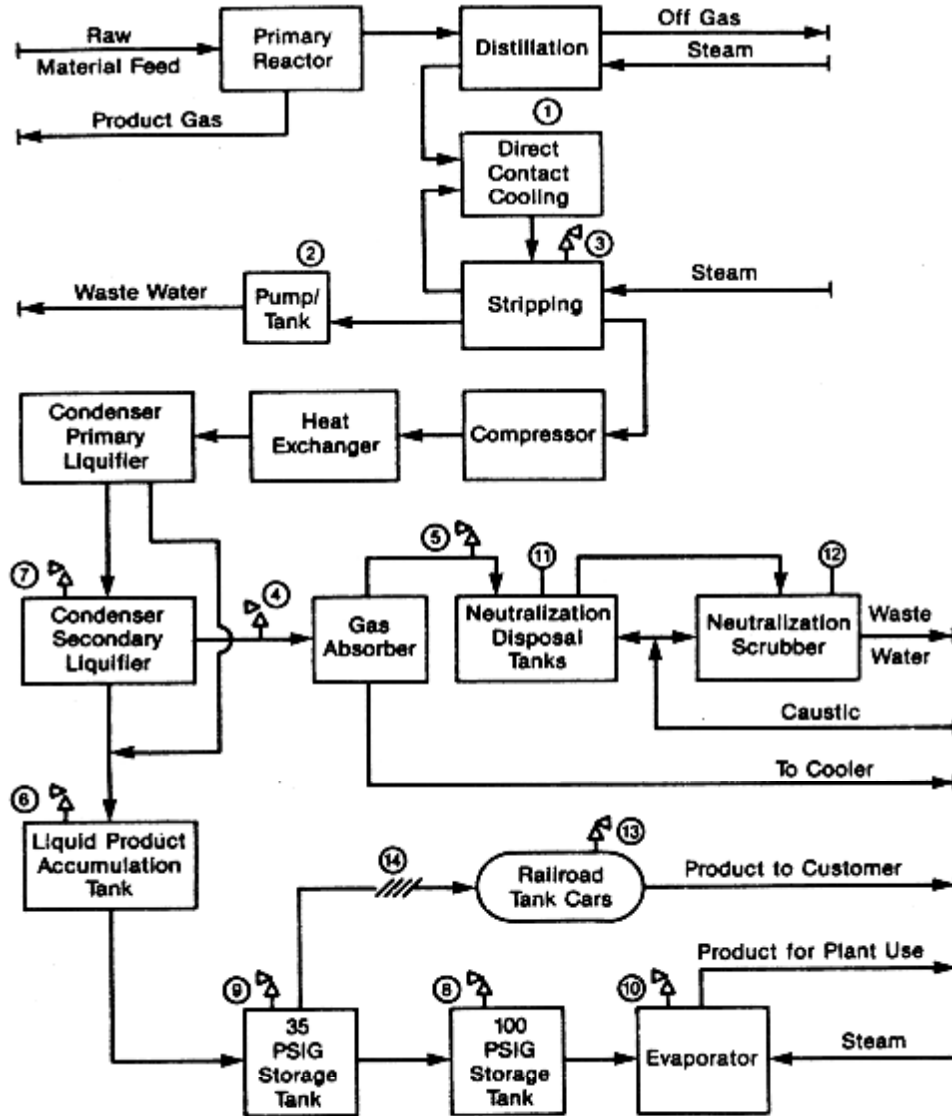 Raw
Material Feed
Primary
Reactor
Distillation
Off Gas
Steam
Product Gas
1
Direct
Contact
Cooling
2
3
Waste Water
Pump/
Tank
Stripping
Steam
Condenser
Primary
Liquifier
Heat
Exchanger
Compressor
5
11
12
7
4
Condenser
Secondary
Liquifier
Gas
Absorber
Neutralization
Disposal
Tanks
Neutralization
Scrubber
Waste
Water
Caustic
To Cooler
6
13
Liquid Product
Accumulation
Tank
14
Railroad
Tank Cars
Product to Customer
Product for Plant Use
9
8
10
35
PSIG
Storage
Tank
100
PSIG
Storage
Tank
Evaporator
Steam